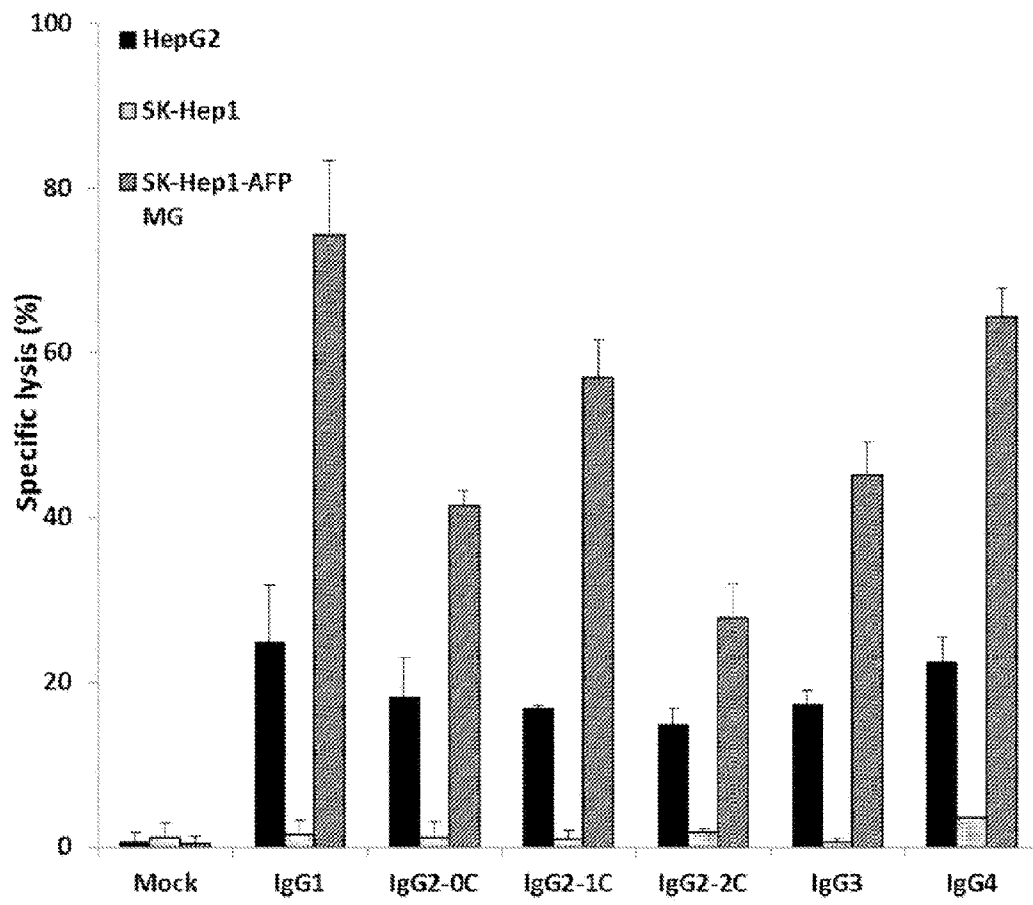 100
HepG2
SK-Hep1
SK-Hep1-AFP
MG
80
60
40
20
0
Specific lysis (%)
Mock IgG1 IgG2-0C IgG2-1C IgG2-2C IgG3 IgG4